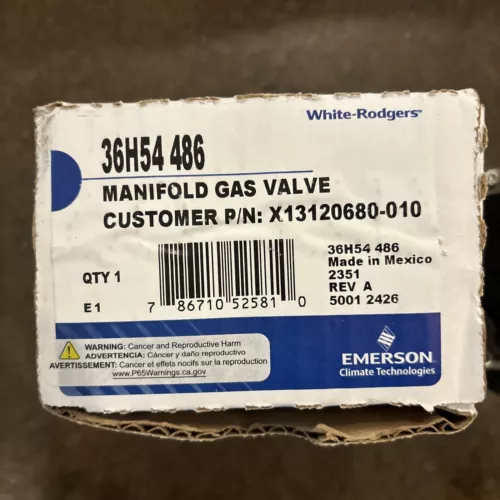 White-Rodgers™
36H54 486
MANIFOLD GAS VALVE
CUSTOMER P/N: X13120680-010
QTY 1
E 1
7 86710 52581 0
36H54 486
Made in Mexico
2351
REV A
5001 2426
WARNING: Cancer and Reproductive Harm
ADVERTENCIA: Cáncer y daño reproductivo
AVERTISSEMENT: Cancer et effets nocifs sur la reproduction
www.P65Warnings.ca.gov
EMERSON
Climate Technologies